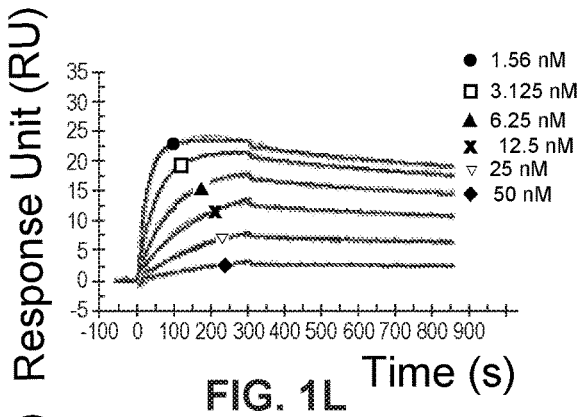 Response Unit (RU)
35
30
25
20
15
10
5
0
-5
-100 0 100 200 300 400 500 600 700 800 900
Time (s)
1.56 nM
3.125 nM
6.25 nM
12.5 nM
25 nM
50 nM
FIG. 1L